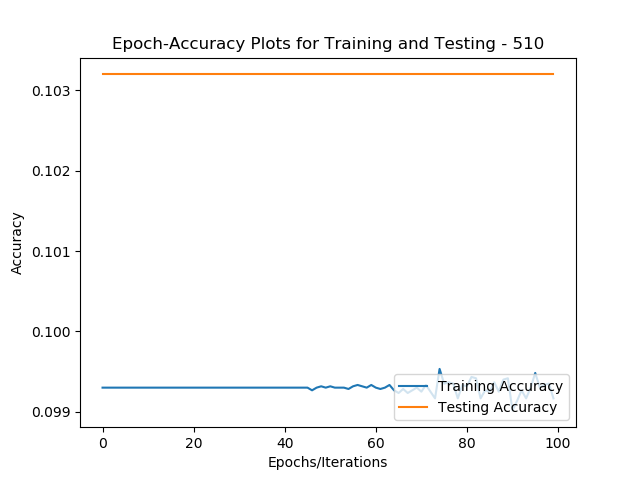 Epoch-Accuracy Plots for Training and Testing - 510
0.103
0.102
0.101
0.100
0.099
Accuracy
Training Accuracy
Testing Accuracy
0 20 40 60 80 100
Epochs/Iterations